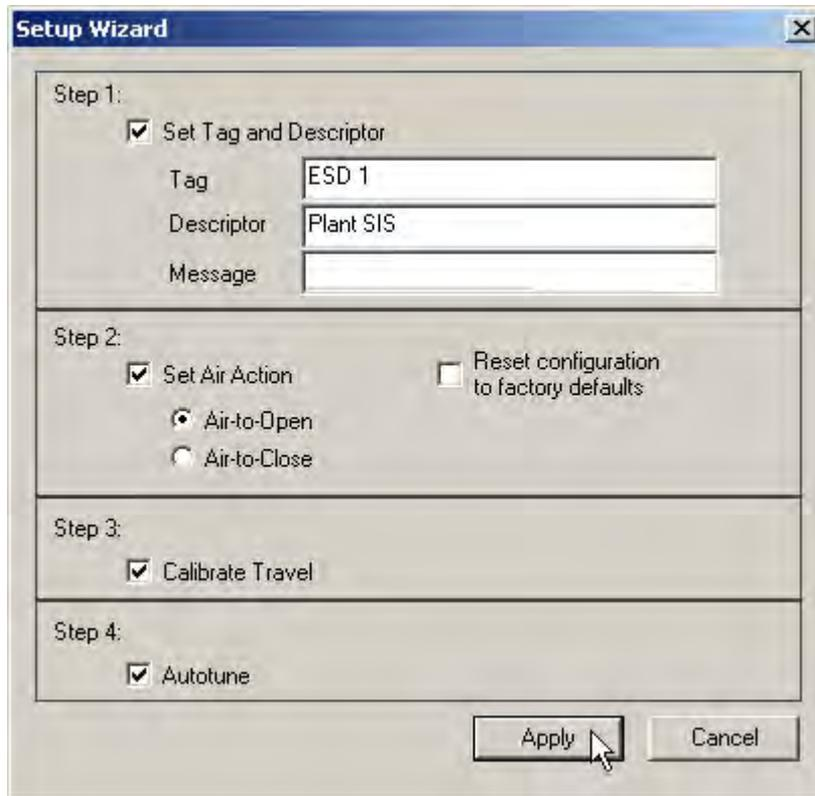 Setup Wizard
Step 1:
Set Tag and Descriptor
Tag ESD 1
Descriptor Plant SIS
Message
Step 2:
Set Air Action
Reset configuration
to factory defaults
Air-to-Open
Air-to-Close
Step 3:
Calibrate Travel
Step 4:
Autotune
Apply Cancel